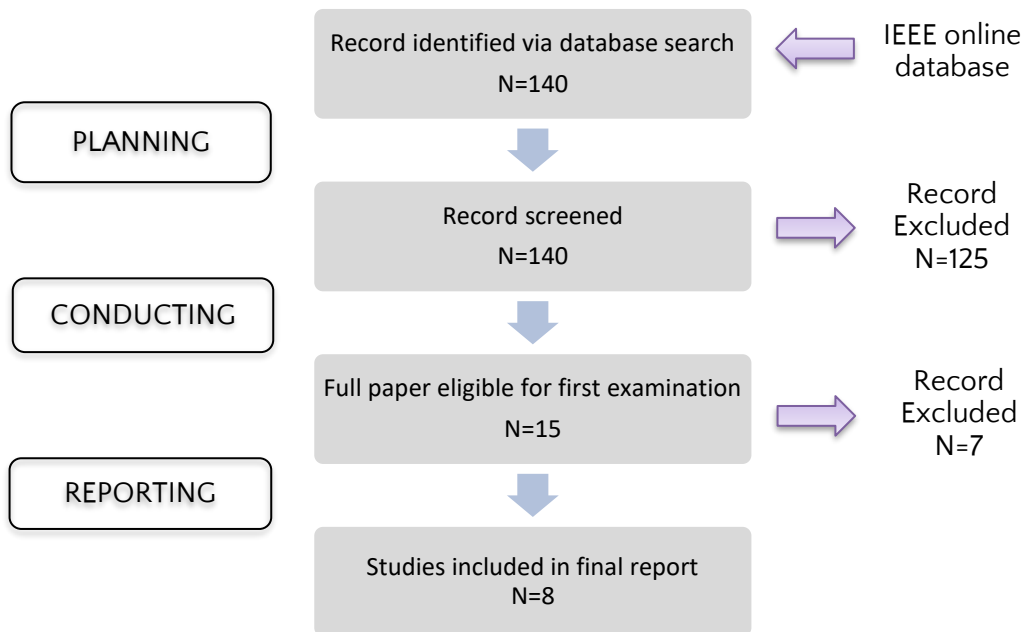 Record identified via database search
N=140
IEEE online
database
PLANNING
Record screened
N=140
Record
Excluded
N=125
CONDUCTING
Full paper eligible for first examination
N=15
Record
Excluded
N=7
REPORTING
Studies included in final report
N=8